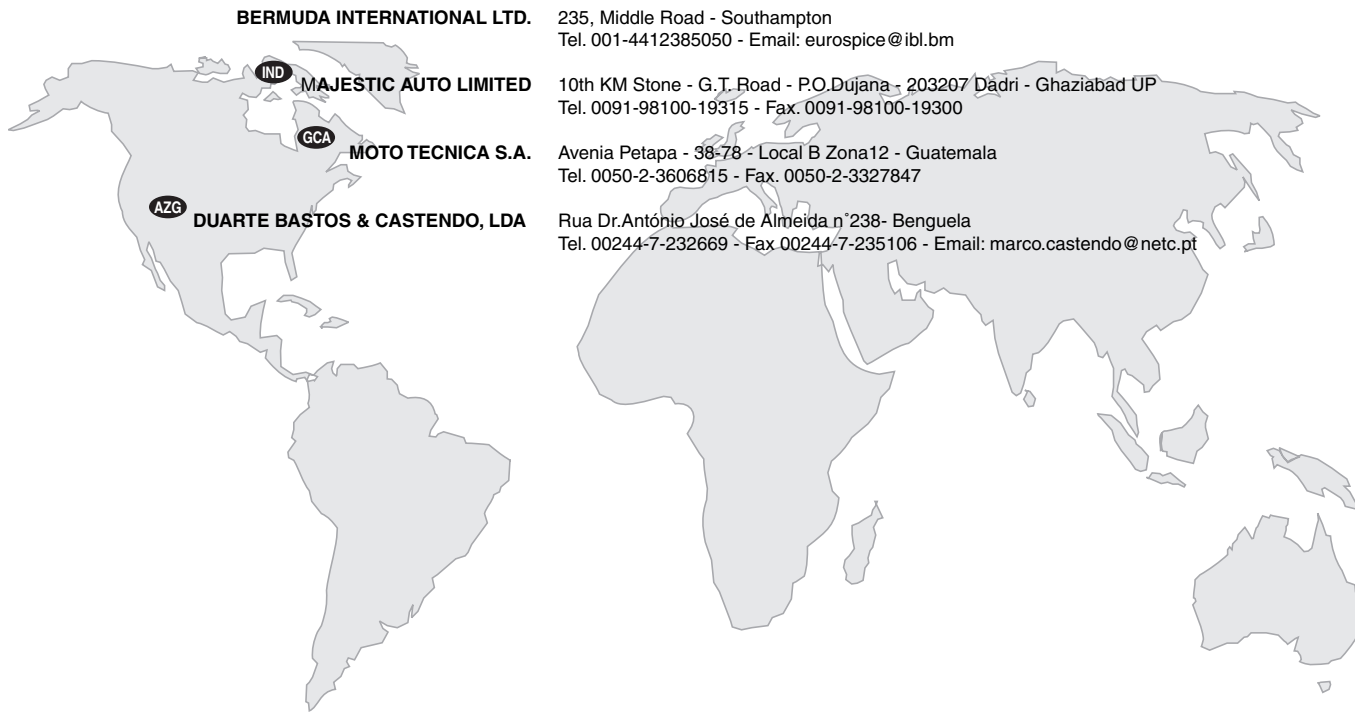 BERMUDA INTERNATIONAL LTD. 235, Middle Road - Southampton
Tel. 001-4412385050 - Email: eurospice@ibl.bm
IND MAJESTIC AUTO LIMITED 10th KM Stone - G.T. Road - P.O.Dujana - 203207 Dadri - Ghaziabad UP
Tel. 0091-98100-19315 - Fax. 0091-98100-19300
GCA MOTO TECNICA S.A. Avenia Petapa - 38-78 - Local B Zona12 - Guatemala
Tel. 0050-2-3606815 - Fax. 0050-2-3327847
AZG DUARTE BASTOS & CASTENDO, LDA Rua Dr.António José de Almeida n°238- Benguela
Tel. 00244-7-232669 - Fax 00244-7-235106 - Email: marco.castendo@netc.pt